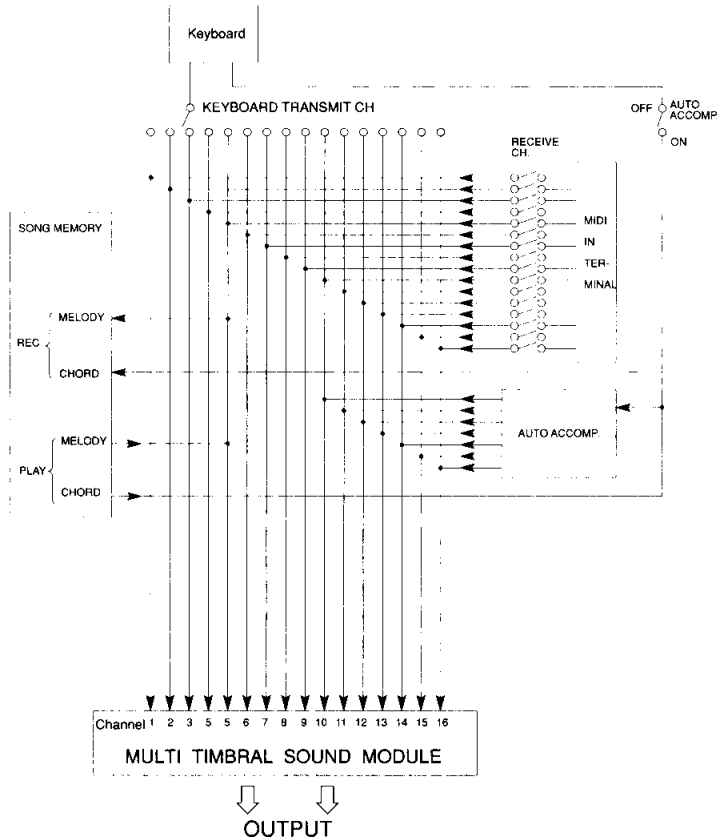 Keyboard
KEYBOARD TRANSMIT CH
OFF
AUTO
ACCOMP.
ON
RECEIVE
CH.
SONG MEMORY
MIDI
IN
TER-
MINAL
MELODY
REC
CHORD
MELODY
PLAY
CHORD
AUTO ACCOMP.
Channel 1 2 3 5 5 6 7 8 9 10 11 12 13 14 15 16
MULTI TIMBRAL SOUND MODULE
OUTPUT